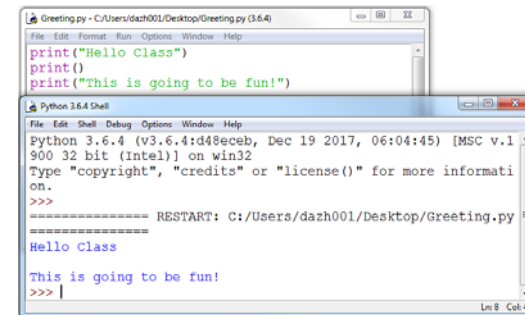 Greeting.py - C:/Users/dazh001/Desktop/Greeting.py (3.6.4)
File Edit Format Run Options Window Help
print("Hello Class")
print()
print("This is going to be fun!")
Python 3.6.4 Shell
File Edit Shell Debug Options Window Help
Python 3.6.4 (v3.6.4:d48eceb, Dec 19 2017, 06:04:45) [MSC v.1
900 32 bit (Intel)] on win32
Type "copyright", "credits" or "license()" for more informati
on.
>>>
=============== RESTART: C:/Users/dazh001/Desktop/Greeting.py
===============
Hello Class
This is going to be fun!
>>>
Ln: 8 Col: 4